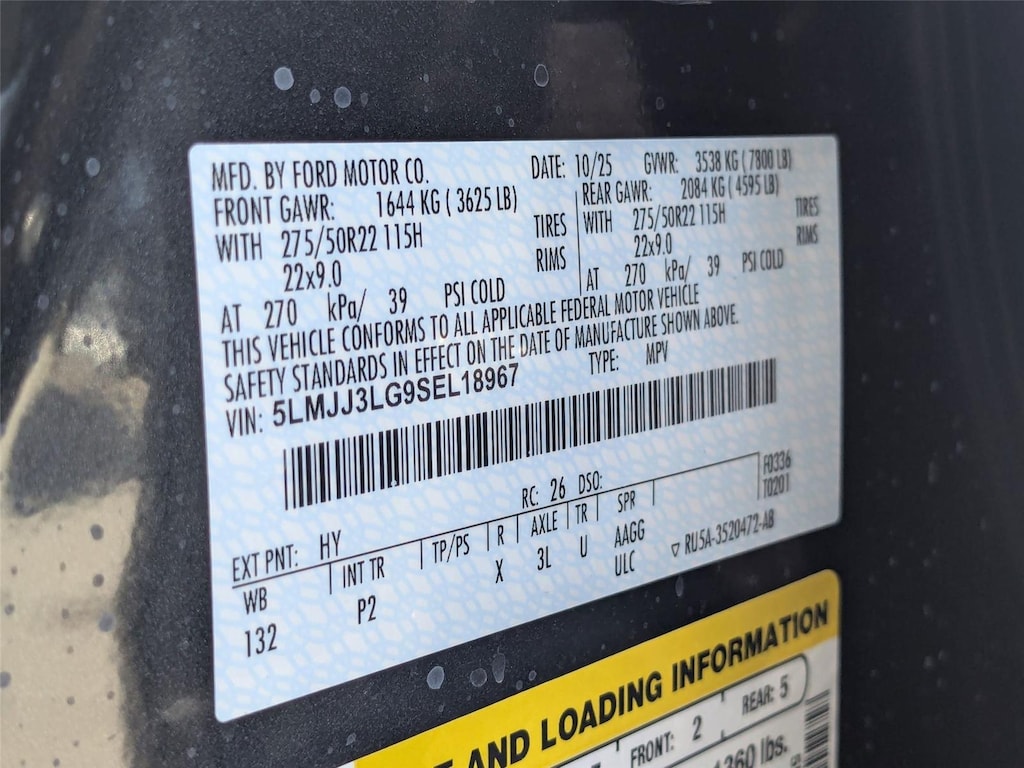 MFD. BY FORD MOTOR CO. DATE: 10/25 GVWR: 3538 KG ( 7800 LB)
FRONT GAWR: 1644 KG ( 3625 LB) REAR GAWR: 2084 KG ( 4595 LB)
WITH 275/50R22 115H TIRES WITH 275/50R22 115H TIRES
22x9.0 RIMS 22x9.0 RIMS
AT 270 kPa/ 39 PSI COLD AT 270 kPa/ 39 PSI COLD
THIS VEHICLE CONFORMS TO ALL APPLICABLE FEDERAL MOTOR VEHICLE
SAFETY STANDARDS IN EFFECT ON THE DATE OF MANUFACTURE SHOWN ABOVE.
VIN: 5LMJJ3LG9SEL18967 TYPE: MPV
F0336
EXT PNT: HY RC: 26 DSO: T0201
WB INT TR TP/PS R AXLE TR SPR
132 P2 X 3L U AAGG
ULC ▽ RU5A-3520472-AB
AND LOADING INFORMATION
FRONT: 2 REAR: 5
lbs.